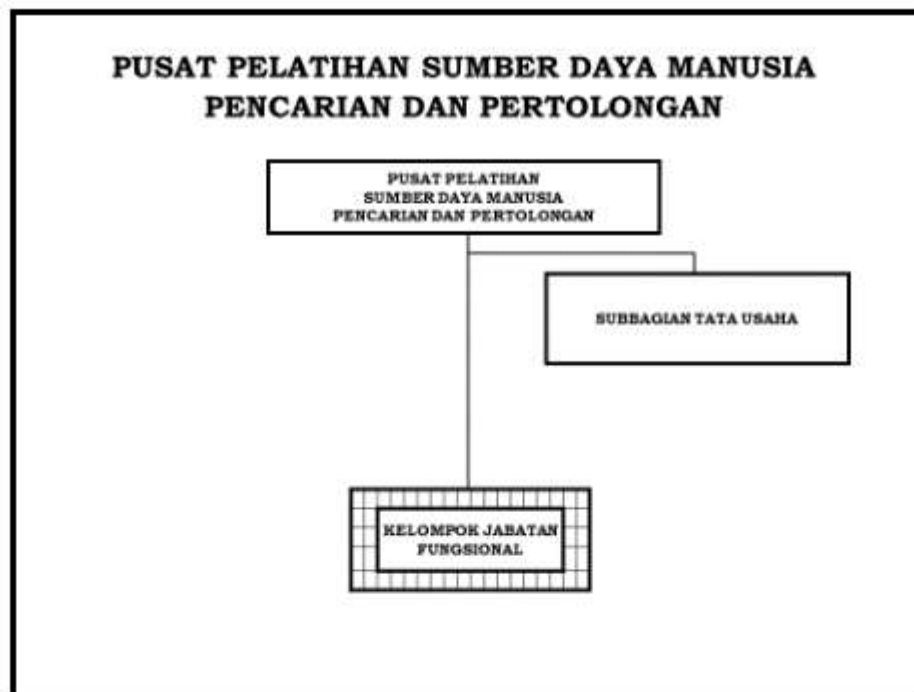 PUSAT PELATIHAN SUMBER DAYA MANUSIA
PENCARIAN DAN PERTOLONGAN
PUSAT PELATIHAN
SUMBER DAYA MANUSIA
PENCARIAN DAN PERTOLONGAN
SUBBAGIAN TATA USAHA
KELOMPOK JABATAN
FUNGSIONAL